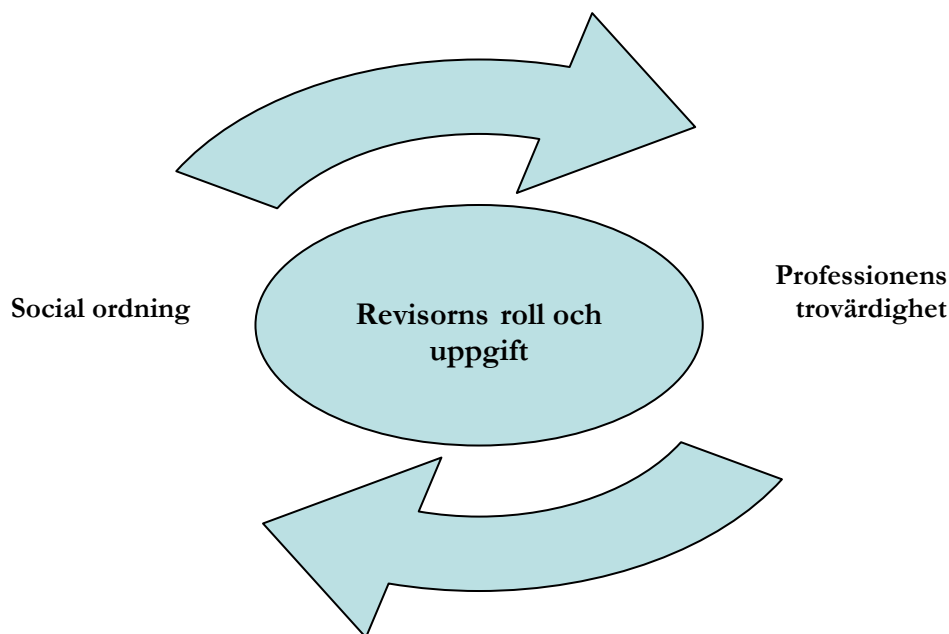 Social ordning
Revisorns roll och
uppgift
Professionens
trovärdighet